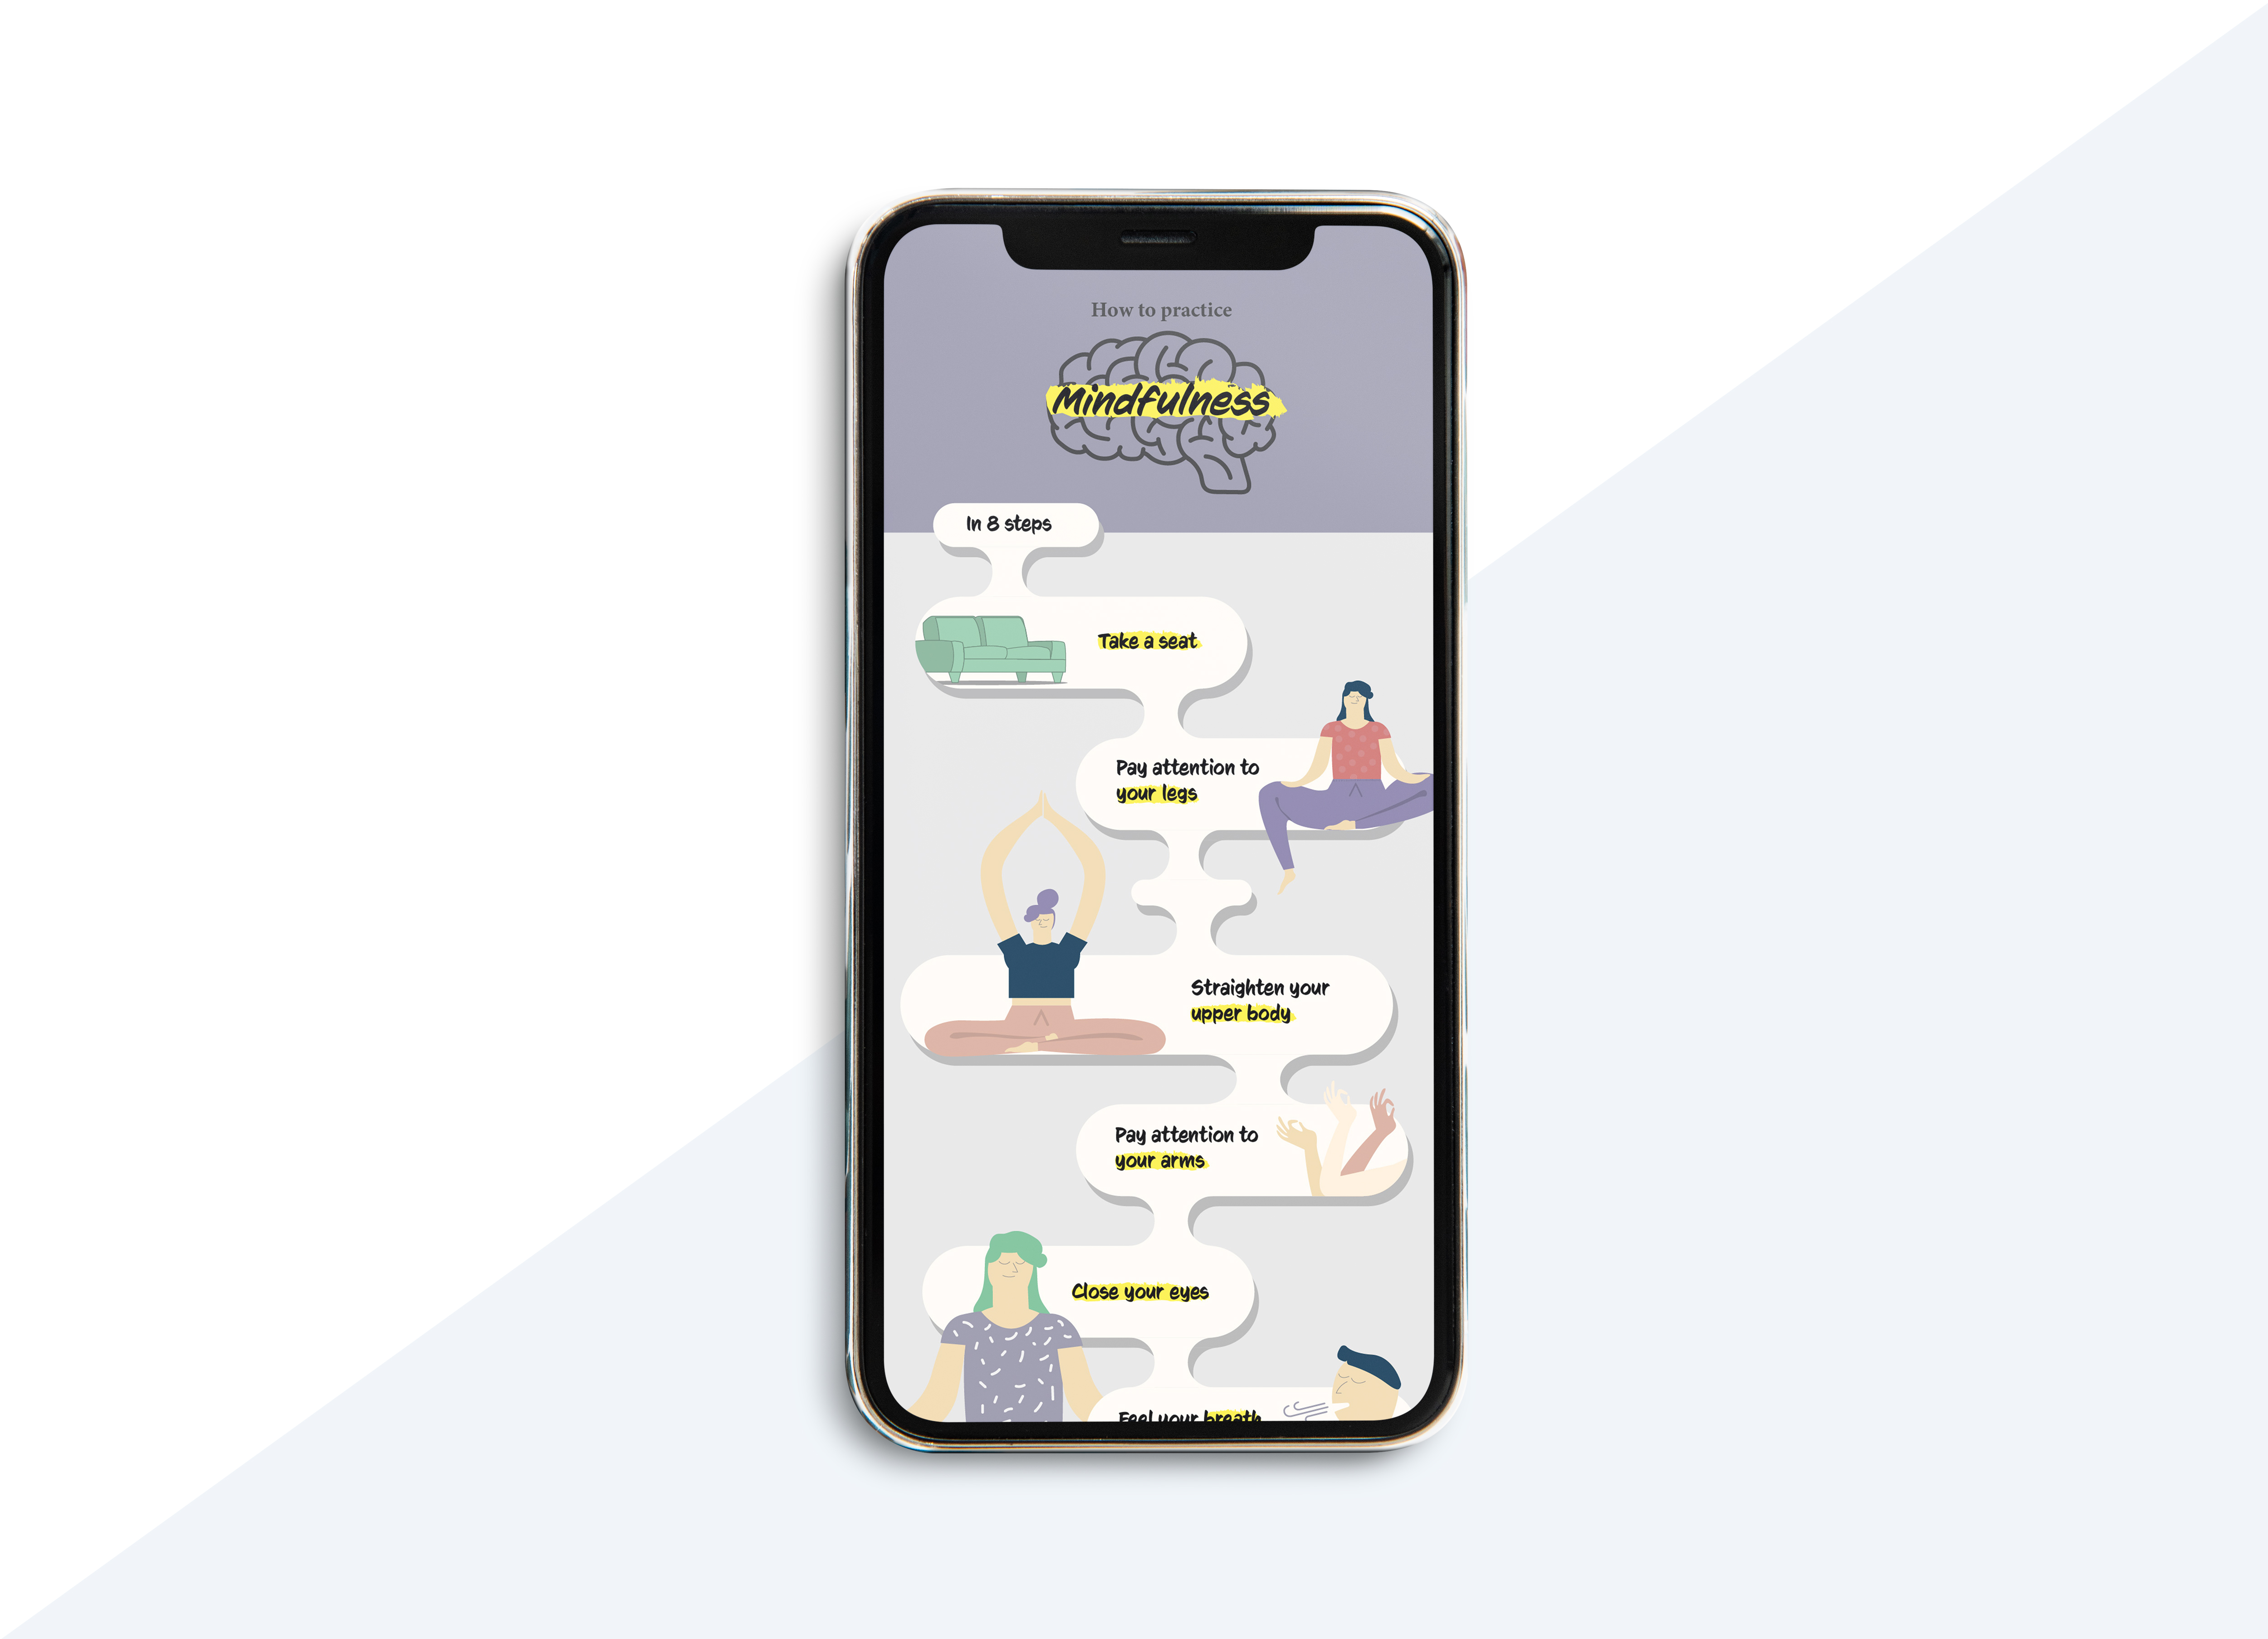 How to practice
Mindfulness
In 8 steps
Take a seat
Pay attention to
your legs
Straighten your
upper body
Pay attention to
your arms
Close your eyes
Feel your breath